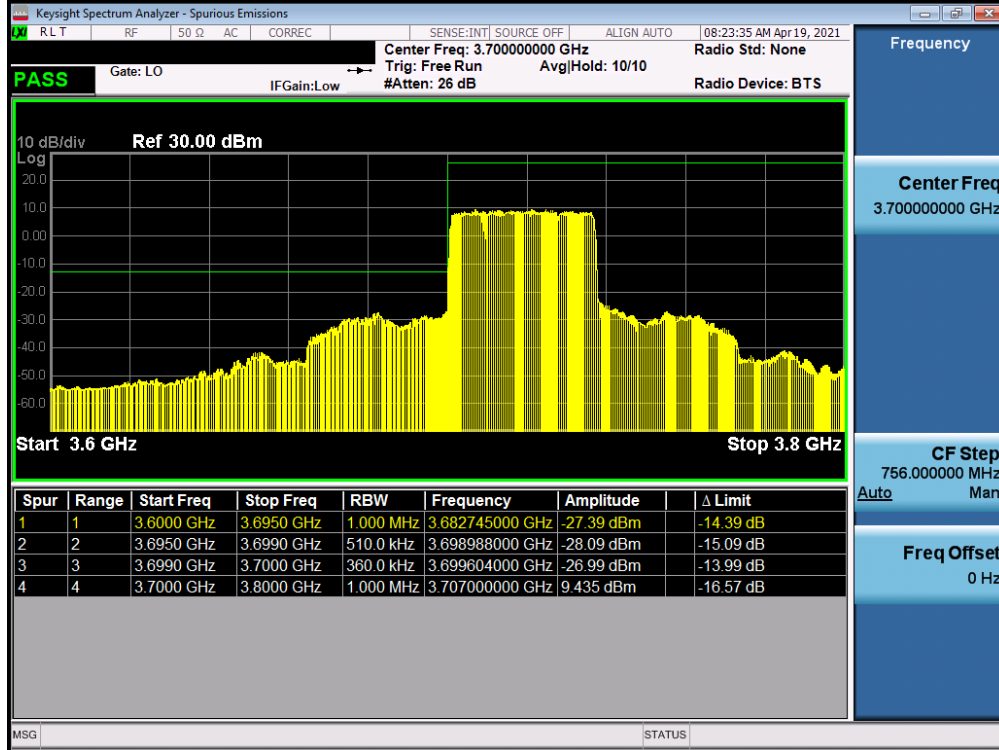 Keysight Spectrum Analyzer - Spurious Emissions
LXI RLT RF 50 Ω AC CORREC SENSE:INT SOURCE OFF ALIGN AUTO 08:23:35 AM Apr 19, 2021
Center Freq: 3.700000000 GHz Radio Std: None
Trig: Free Run Avg|Hold: 10/10
PASS Gate: LO IFGain:Low #Atten: 26 dB Radio Device: BTS
10 dB/div Ref 30.00 dBm
Log
20.0
10.0
0.00
-10.0
-20.0
-30.0
-40.0
-50.0
-60.0
Start 3.6 GHz Stop 3.8 GHz
Spur Range Start Freq Stop Freq RBW Frequency Amplitude Δ Limit
1 1 3.6000 GHz 3.6950 GHz 1.000 MHz 3.682745000 GHz -27.39 dBm -14.39 dB
2 2 3.6950 GHz 3.6990 GHz 510.0 kHz 3.698988000 GHz -28.09 dBm -15.09 dB
3 3 3.6990 GHz 3.7000 GHz 360.0 kHz 3.699604000 GHz -26.99 dBm -13.99 dB
4 4 3.7000 GHz 3.8000 GHz 1.000 MHz 3.707000000 GHz 9.435 dBm -16.57 dB
MSG STATUS
Frequency
Center Freq
3.700000000 GHz
CF Step
756.000000 MHz
Auto Man
Freq Offset
0 Hz